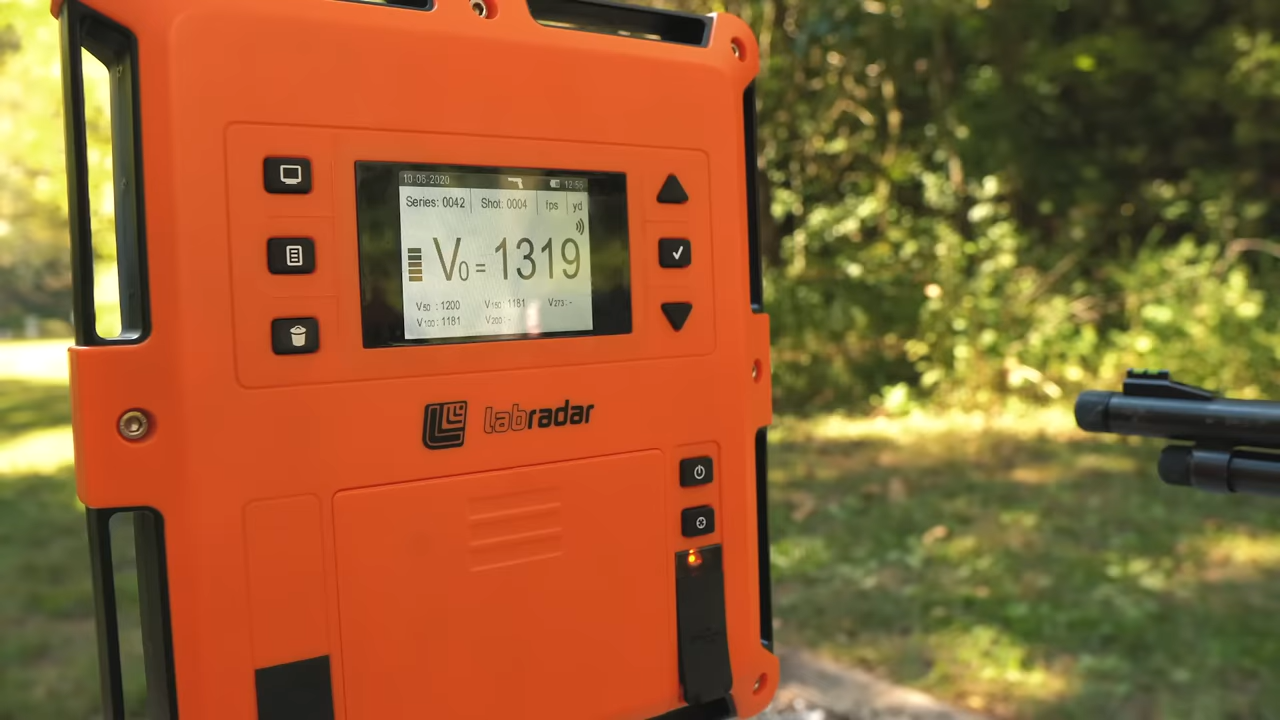 10-05-2020 12:55
Series: 0042 Shot: 0004 fps yd
V0 = 1319
V50 : 1200 V150 : 1181 V273 : -
V100 : 1181 V200 : -
labradar